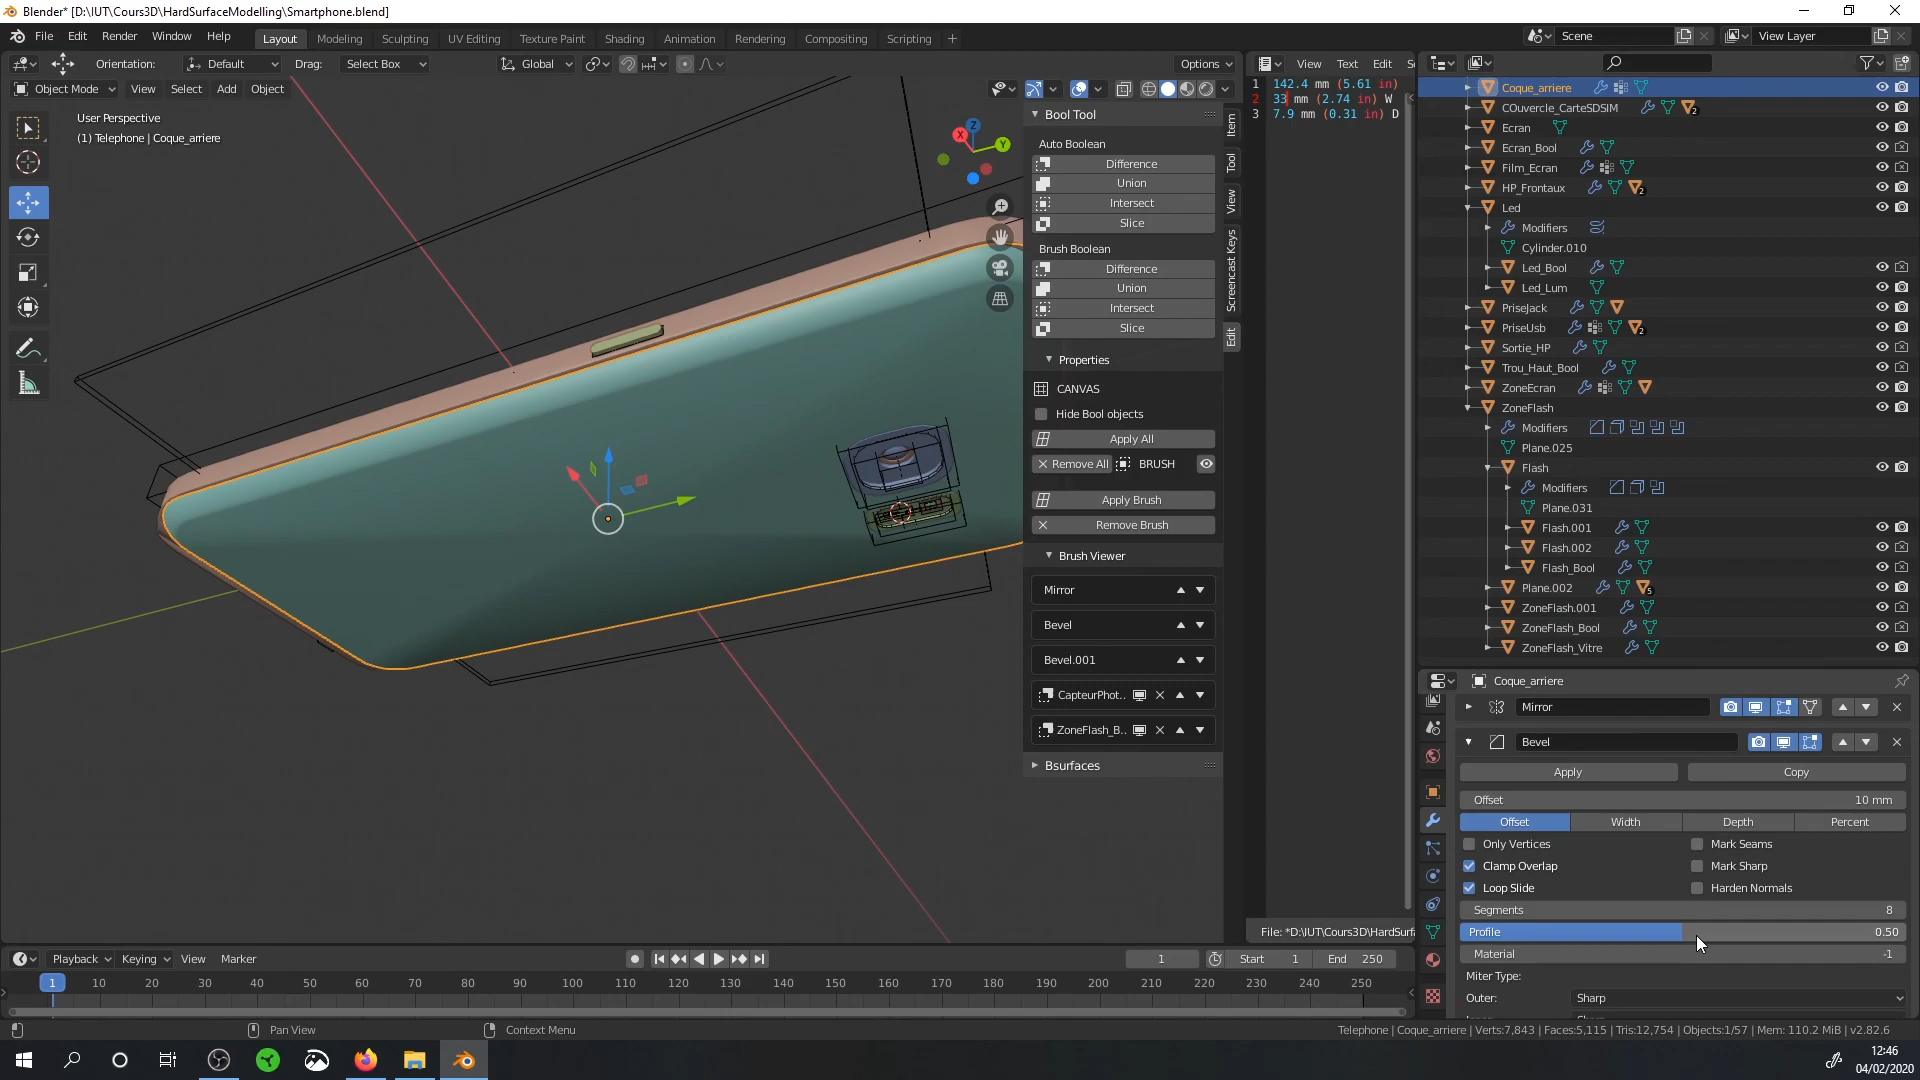 Blender* [D:\IUT\Cours3D\HardSurfaceModelling\Smartphone.blend]
File Edit Render Window Help Layout Modeling Sculpting UV Editing Texture Paint Shading Animation Rendering Compositing Scripting + Scene View Layer
Orientation: Default Drag: Select Box Global Options
View Text Edit
Object Mode View Select Add Object
User Perspective
(1) Telephone | Coque_arriere
X Y Z
Bool Tool
Auto Boolean
Difference
Union
Intersect
Slice
Brush Boolean
Difference
Union
Intersect
Slice
Properties
CANVAS
Hide Bool objects
Apply All
Remove All BRUSH
Apply Brush
Remove Brush
Brush Viewer
Mirror
Bevel
Bevel.001
CapteurPhot..
ZoneFlash_B..
Bsurfaces
Item
Tool
View
Screencast Keys
Edit
1 142.4 mm (5.61 in)
2 33 mm (2.74 in) W
3 7.9 mm (0.31 in) D
File: *D:\IUT\Cours3D\HardSurfa
Coque_arriere
COuvercle_CarteSDSIM 2
Ecran
Ecran_Bool
Film_Ecran
HP_Frontaux 2
Led
Modifiers
Cylinder.010
Led_Bool
Led_Lum
PriseJack
PriseUsb 2
Sortie_HP
Trou_Haut_Bool
ZoneEcran
ZoneFlash
Modifiers
Plane.025
Flash
Modifiers
Plane.031
Flash.001
Flash.002
Flash_Bool
Plane.002 5
ZoneFlash.001
ZoneFlash_Bool
ZoneFlash_Vitre
Coque_arriere
Mirror
Bevel
Apply Copy
Offset 10 mm
Offset Width Depth Percent
Only Vertices Mark Seams
Clamp Overlap Mark Sharp
Loop Slide Harden Normals
Segments 8
Profile 0.50
Material -1
Miter Type:
Outer: Sharp
Playback Keying View Marker 1 Start 1 End 250
1 10 20 30 40 50 60 70 80 90 100 110 120 130 140 150 160 170 180 190 200 210 220 230 240 250
Pan View Context Menu Telephone | Coque_arriere | Verts:7,843 | Faces:5,115 | Tris:12,754 | Objects:1/57 | Mem: 110.2 MiB | v2.82.6
12:46
04/02/2020